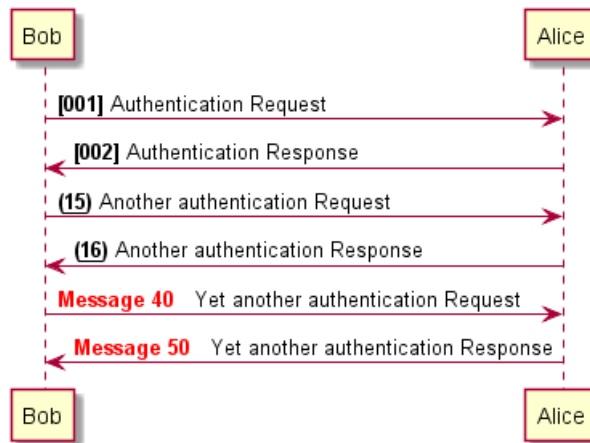 Bob Alice
[001] Authentication Request
[002] Authentication Response
(15) Another authentication Request
(16) Another authentication Response
Message 40 Yet another authentication Request
Message 50 Yet another authentication Response
Bob Alice